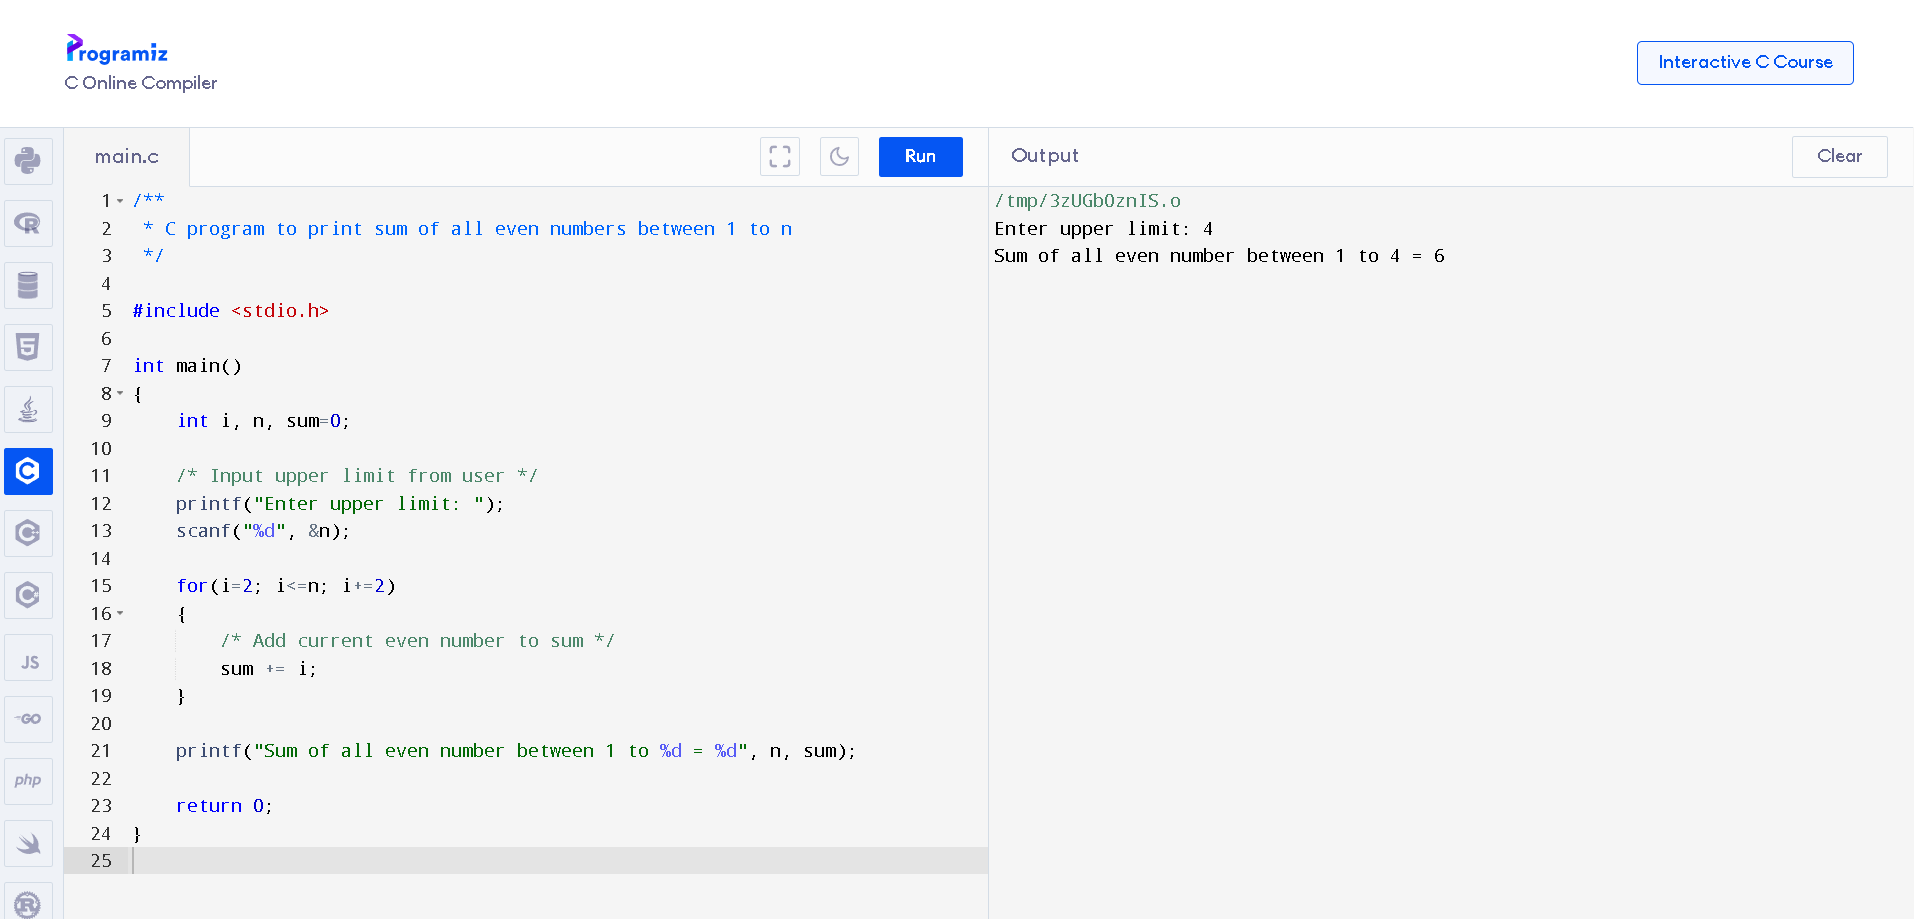 Programiz
C Online Compiler
Interactive C Course
main.c
Run
Output
Clear
1 /**
2  * C program to print sum of all even numbers between 1 to n
3  */
4
5 #include <stdio.h>
6
7 int main()
8 {
9     int i, n, sum=0;
10
11     /* Input upper limit from user */
12     printf("Enter upper limit: ");
13     scanf("%d", &n);
14
15     for(i=2; i<=n; i+=2)
16     {
17         /* Add current even number to sum */
18         sum += i;
19     }
20
21     printf("Sum of all even number between 1 to %d = %d", n, sum);
22
23     return 0;
24 }
25
/tmp/3zUGbOznIS.o
Enter upper limit: 4
Sum of all even number between 1 to 4 = 6
R
5
C
C
C
JS
GO
php
R